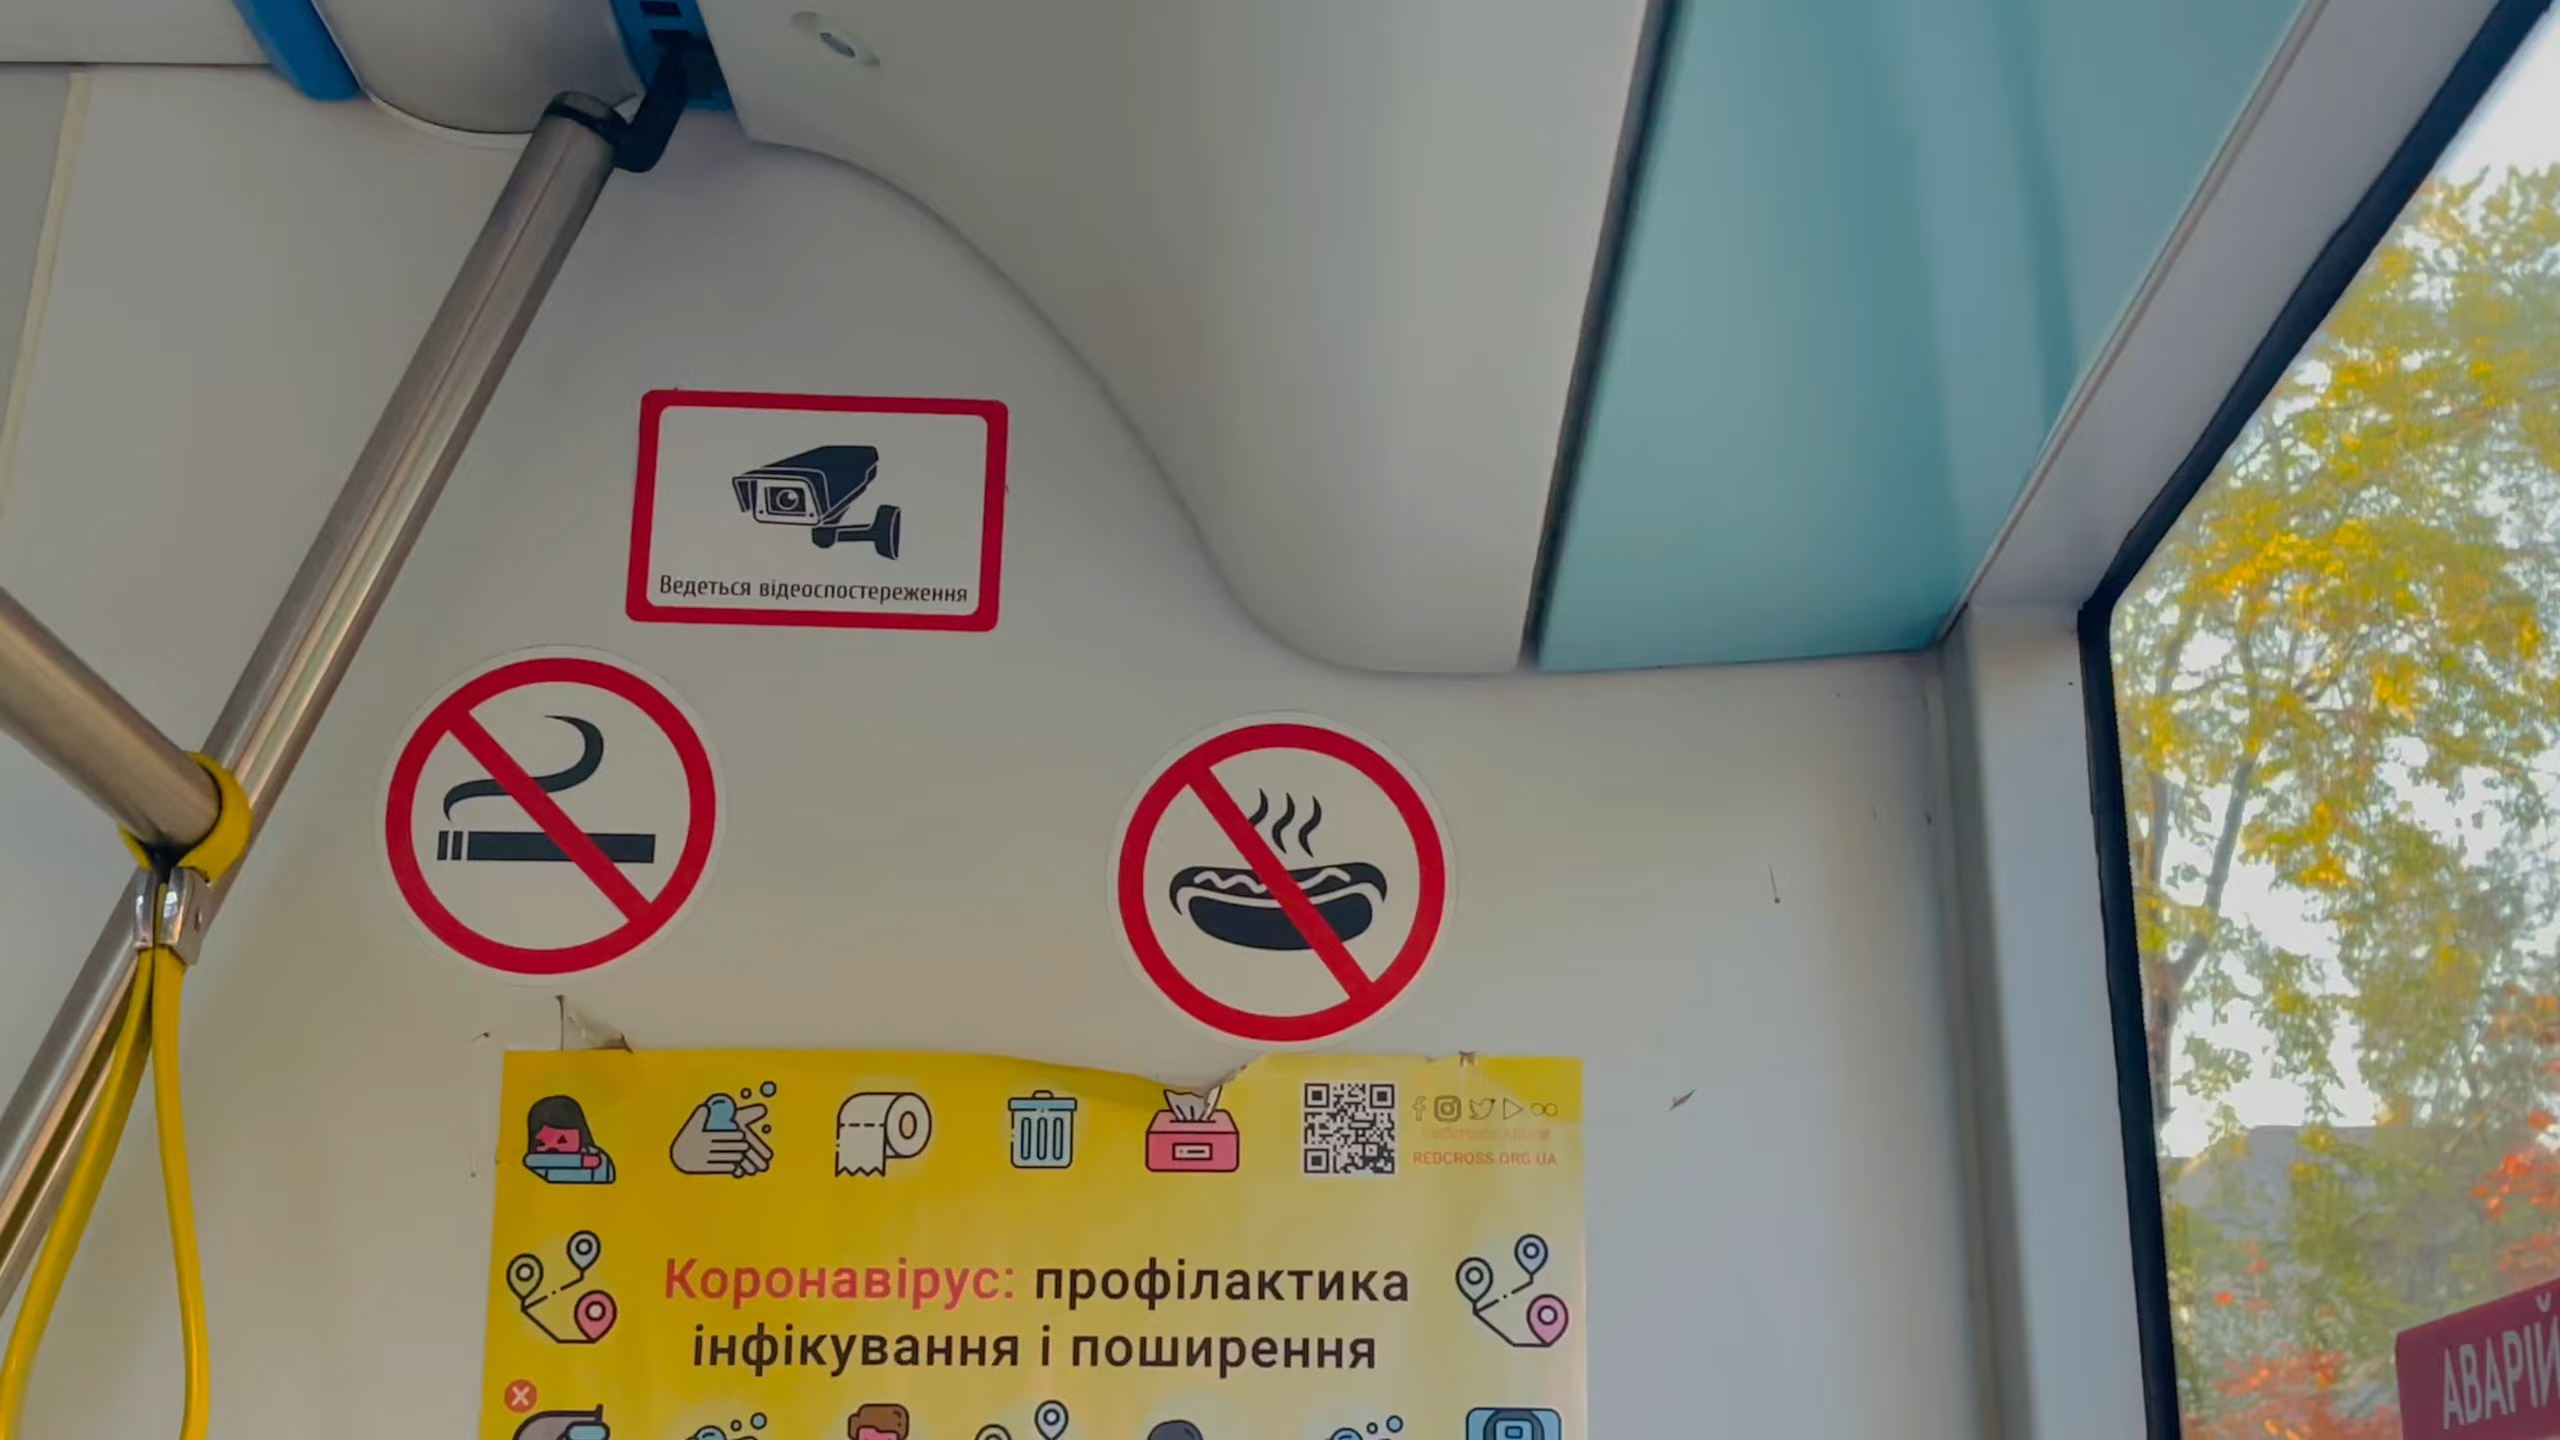 Ведеться відеоспостереження
REDCROSS.ORG.UA
Коронавірус: профілактика
інфікування і поширення